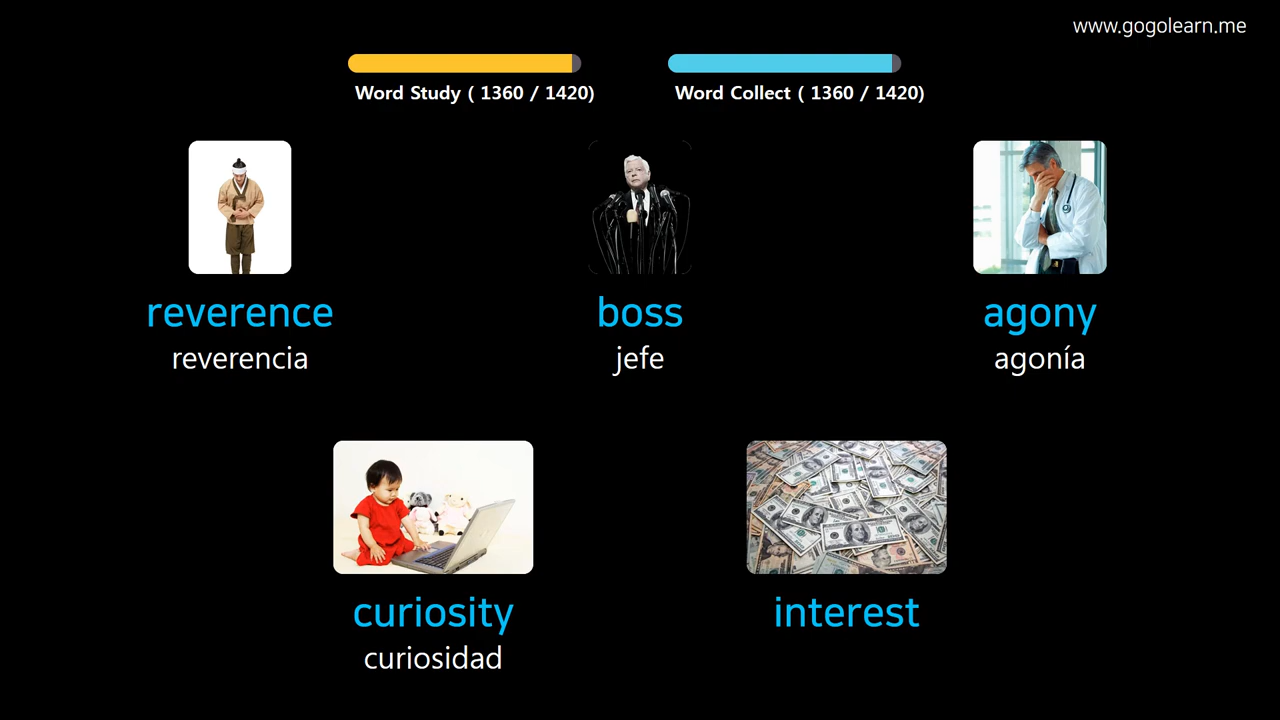 www.gogolearn.me
Word Study ( 1360 / 1420)
Word Collect ( 1360 / 1420)
reverence
reverencia
boss
jefe
agony
agonía
curiosity
curiosidad
interest